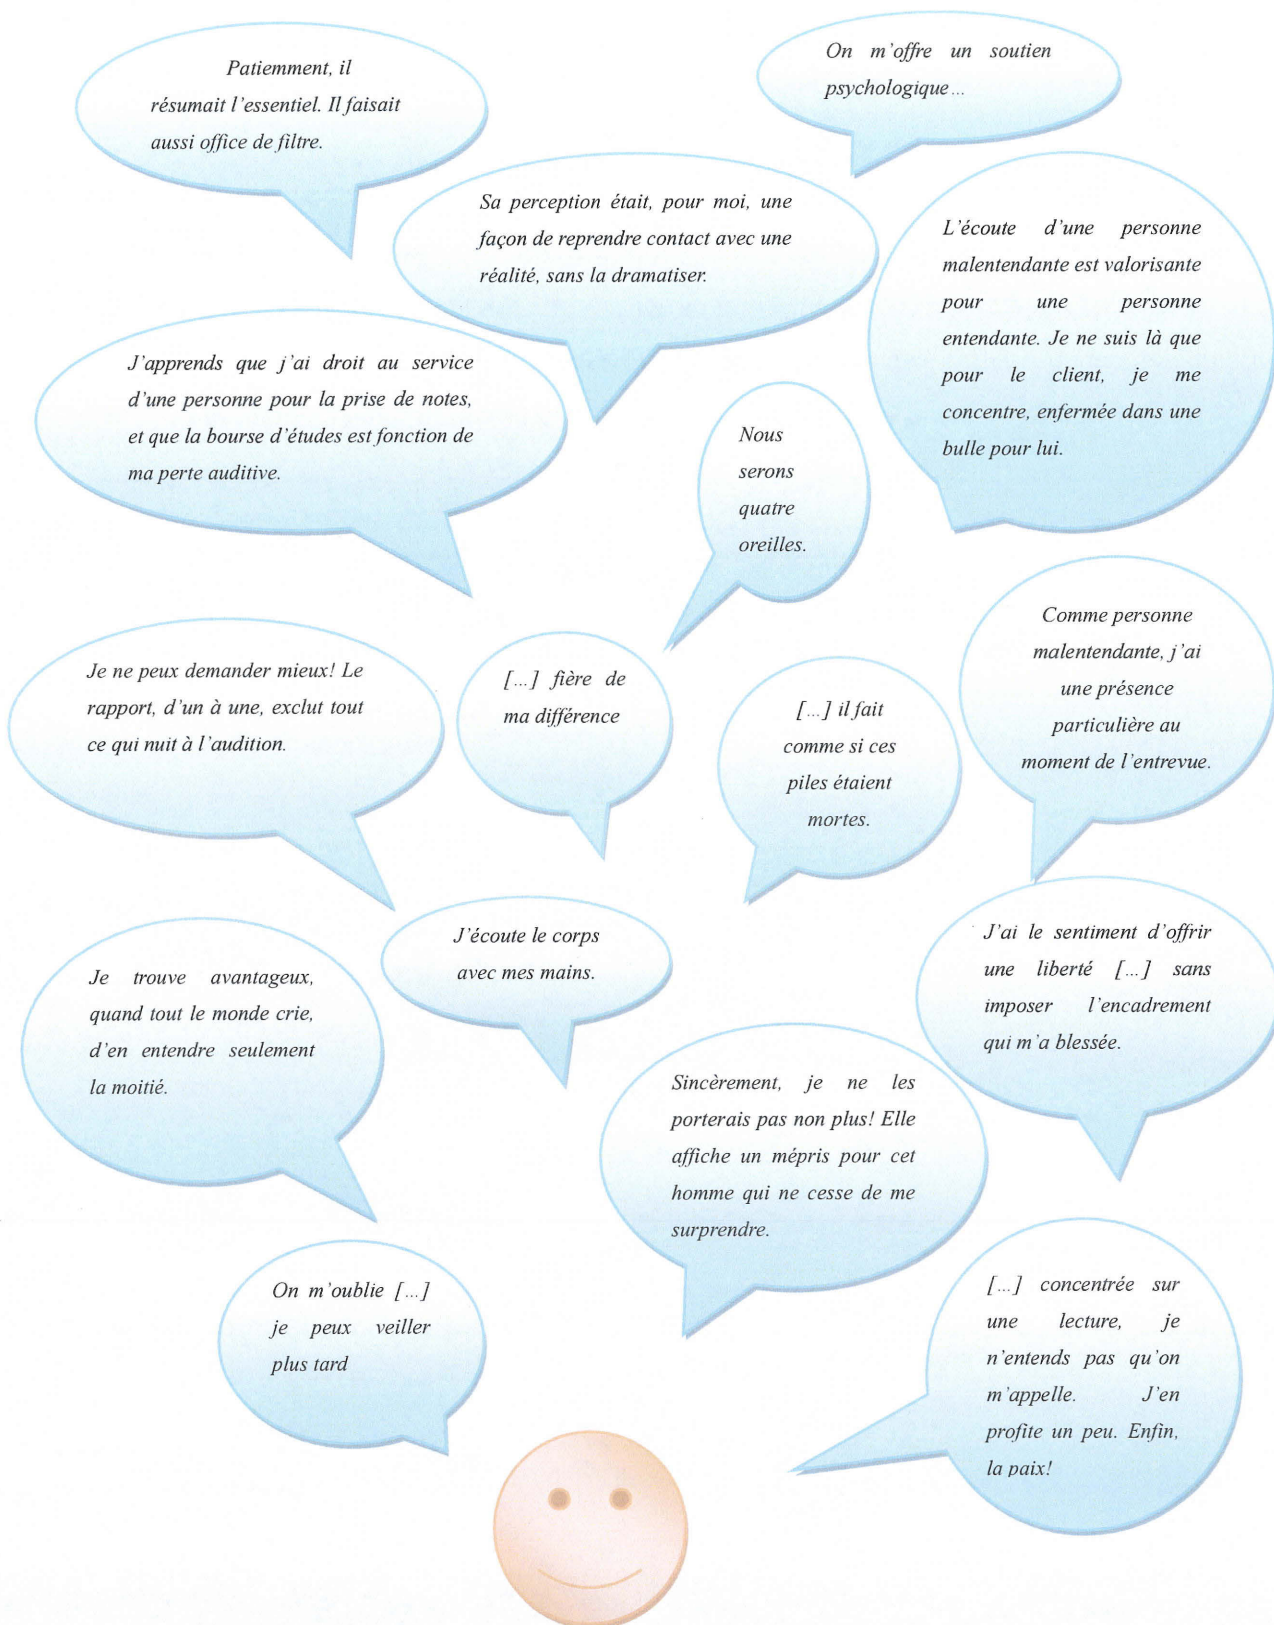 Patiemment, il
résumait l'essentiel. Il faisait
aussi office de filtre.
On m'offre un soutien
psychologique…
Sa perception était, pour moi, une
façon de reprendre contact avec une
réalité, sans la dramatiser.
L'écoute d'une personne
malentendante est valorisante
pour une personne
entendante. Je ne suis là que
pour le client, je me
concentre, enfermée dans une
bulle pour lui.
J'apprends que j'ai droit au service
d'une personne pour la prise de notes,
et que la bourse d'études est fonction de
ma perte auditive.
Nous
serons
quatre
oreilles.
Comme personne
malentendante, j'ai
une présence
particulière au
moment de l'entrevue.
Je ne peux demander mieux! Le
rapport, d'un à une, exclut tout
ce qui nuit à l'audition.
[…] fière de
ma différence
[…] il fait
comme si ces
piles étaient
mortes.
J'écoute le corps
avec mes mains.
J'ai le sentiment d'offrir
une liberté […] sans
imposer l'encadrement
qui m'a blessée.
Je trouve avantageux,
quand tout le monde crie,
d'en entendre seulement
la moitié.
Sincèrement, je ne les
porterais pas non plus! Elle
affiche un mépris pour cet
homme qui ne cesse de me
surprendre.
On m'oublie […]
je peux veiller
plus tard
[…] concentrée sur
une lecture, je
n'entends pas qu'on
m'appelle. J'en
profite un peu. Enfin,
la paix!